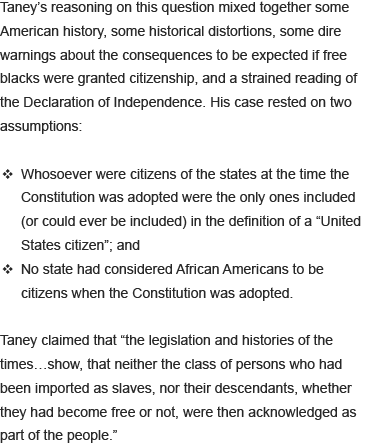 Taney’s reasoning on this question mixed together some
American history, some historical distortions, some dire
warnings about the consequences to be expected if free
blacks were granted citizenship, and a strained reading of
the Declaration of Independence. His case rested on two
assumptions:
❖ Whosoever were citizens of the states at the time the
Constitution was adopted were the only ones included
(or could ever be included) in the definition of a “United
States citizen”; and
❖ No state had considered African Americans to be
citizens when the Constitution was adopted.
Taney claimed that “the legislation and histories of the
times…show, that neither the class of persons who had
been imported as slaves, nor their descendants, whether
they had become free or not, were then acknowledged as
part of the people.”